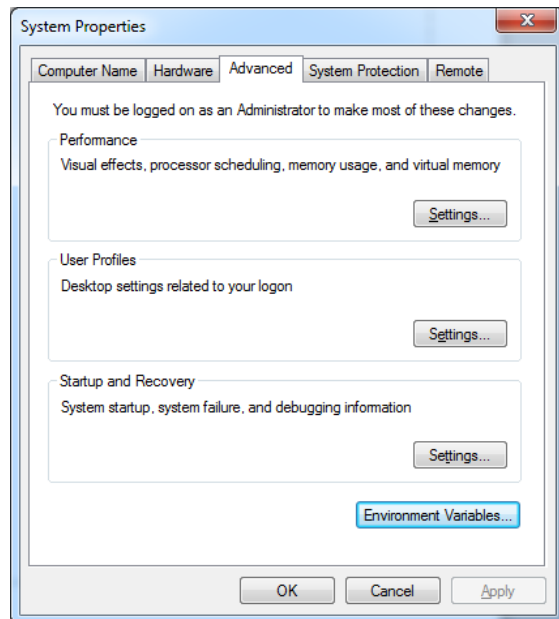 System Properties
Computer Name Hardware Advanced System Protection Remote
You must be logged on as an Administrator to make most of these changes.
Performance
Visual effects, processor scheduling, memory usage, and virtual memory
Settings...
User Profiles
Desktop settings related to your logon
Settings...
Startup and Recovery
System startup, system failure, and debugging information
Settings...
Environment Variables...
OK Cancel Apply